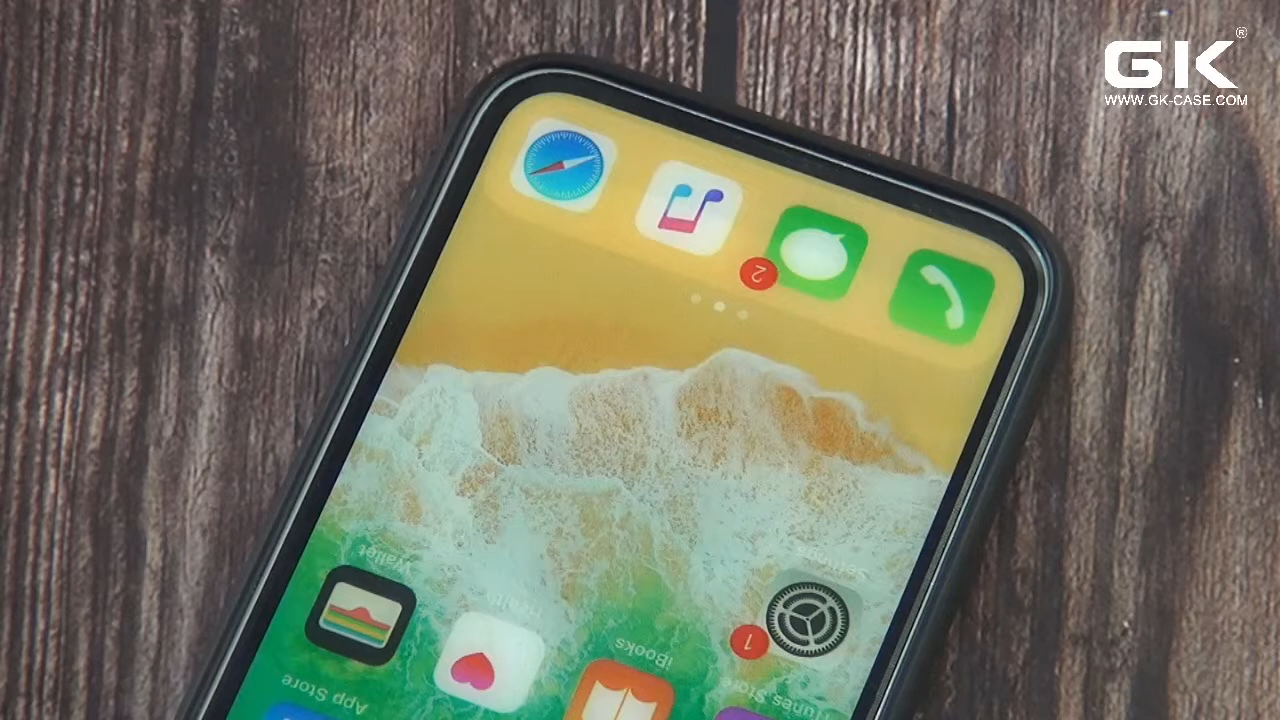 GK®
WWW.GK-CASE.COM
2
Wallet
Settings
Health
1
iBooks
iTunes Store
App Store